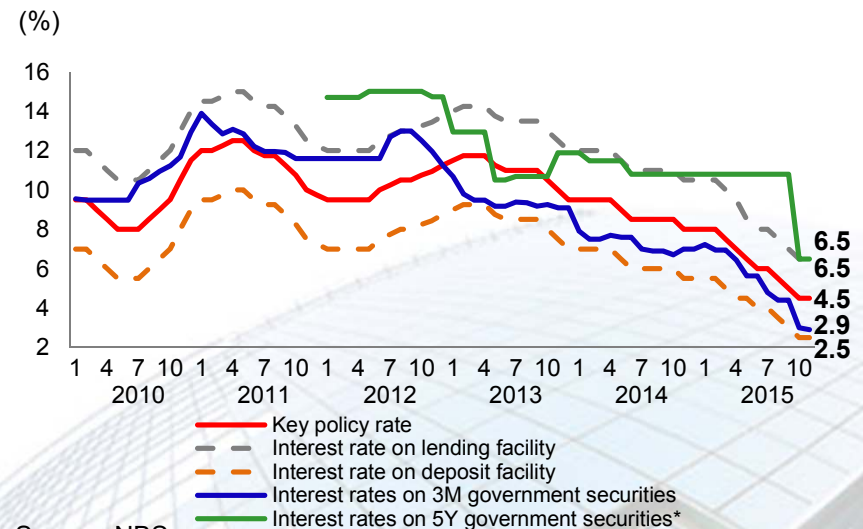 (%)
16
14
12
10
8
6
4
2
6.5
6.5
4.5
2.9
2.5
1 4 7 10 1 4 7 10 1 4 7 10 1 4 7 10 1 4 7 10 1 4 7 10
2010 2011 2012 2013 2014 2015
Key policy rate
Interest rate on lending facility
Interest rate on deposit facility
Interest rates on 3M government securities
Interest rates on 5Y government securities*